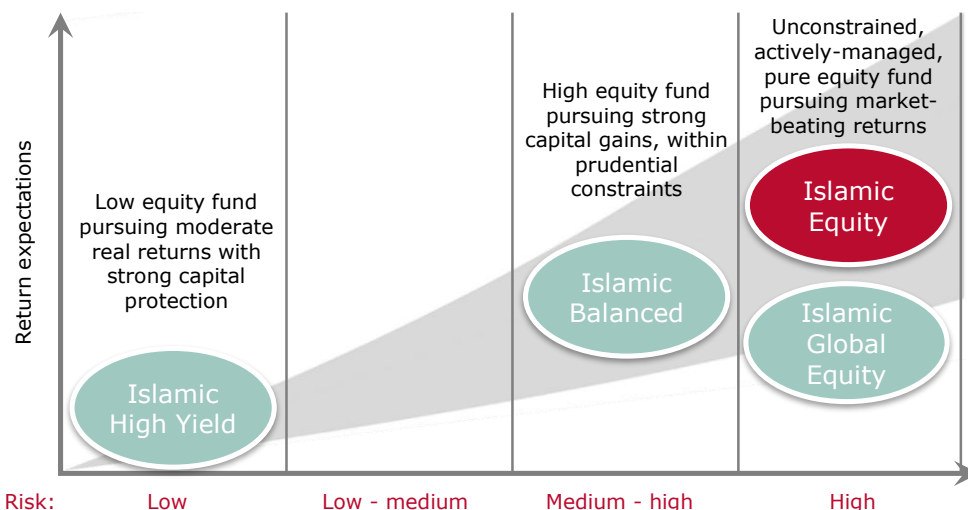 Return expectations
Low equity fund
pursuing moderate
real returns with
strong capital
protection
Islamic
High Yield
High equity fund
pursuing strong
capital gains, within
prudential
constraints
Islamic
Balanced
Unconstrained,
actively-managed,
pure equity fund
pursuing market-
beating returns
Islamic
Equity
Islamic
Global
Equity
Risk: Low Low - medium Medium - high High